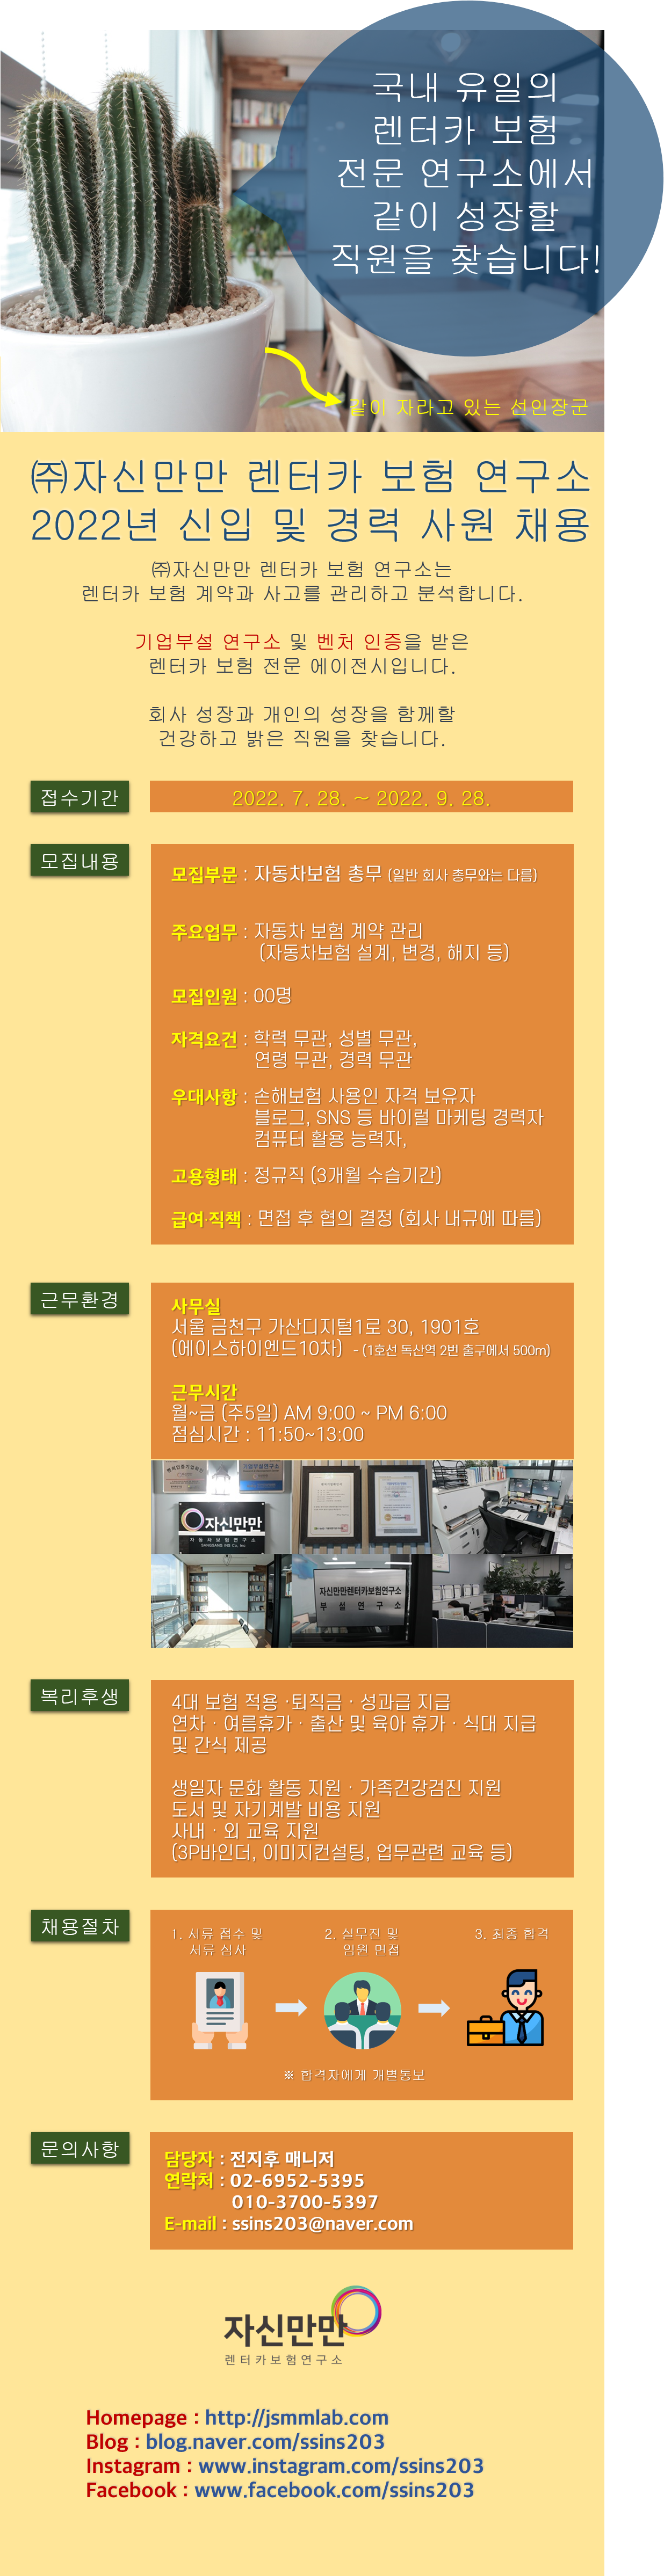 국내 유일의
렌터카 보험
전문 연구소에서
같이 성장할
직원을 찾습니다!
같이 자라고 있는 선인장군
㈜자신만만 렌터카 보험 연구소
2022년 신입 및 경력 사원 채용
㈜자신만만 렌터카 보험 연구소는
렌터카 보험 계약과 사고를 관리하고 분석합니다.
기업부설 연구소 및 벤처 인증을 받은
렌터카 보험 전문 에이전시입니다.
회사 성장과 개인의 성장을 함께할
건강하고 밝은 직원을 찾습니다.
접수기간
2022. 7. 28. ~ 2022. 9. 28.
모집내용
모집부문 : 자동차보험 총무 (일반 회사 총무와는 다름)
주요업무 : 자동차 보험 계약 관리
(자동차보험 설계, 변경, 해지 등)
모집인원 : 00명
자격요건 : 학력 무관, 성별 무관,
연령 무관, 경력 무관
우대사항 : 손해보험 사용인 자격 보유자
블로그, SNS 등 바이럴 마케팅 경력자
컴퓨터 활용 능력자,
고용형태 : 정규직 (3개월 수습기간)
급여·직책 : 면접 후 협의 결정 (회사 내규에 따름)
근무환경
사무실
서울 금천구 가산디지털1로 30, 1901호
(에이스하이엔드10차) - (1호선 독산역 2번 출구에서 500m)
근무시간
월~금 (주5일) AM 9:00 ~ PM 6:00
점심시간 : 11:50~13:00
자신만만
자동차보험연구소
자신만만렌터카보험연구소
부 설 연 구 소
복리후생
4대 보험 적용 ·퇴직금 · 성과급 지급
연차 · 여름휴가 · 출산 및 육아 휴가 · 식대 지급
및 간식 제공
생일자 문화 활동 지원 · 가족건강검진 지원
도서 및 자기계발 비용 지원
사내 · 외 교육 지원
(3P바인더, 이미지컨설팅, 업무관련 교육 등)
채용절차
1. 서류 접수 및
서류 심사
2. 실무진 및
임원 면접
3. 최종 합격
※ 합격자에게 개별통보
문의사항
담당자 : 전지후 매니저
연락처 : 02-6952-5395
010-3700-5397
E-mail : ssins203@naver.com
자신만만
렌터카보험연구소
Homepage : http://jsmmlab.com
Blog : blog.naver.com/ssins203
Instagram : www.instagram.com/ssins203
Facebook : www.facebook.com/ssins203